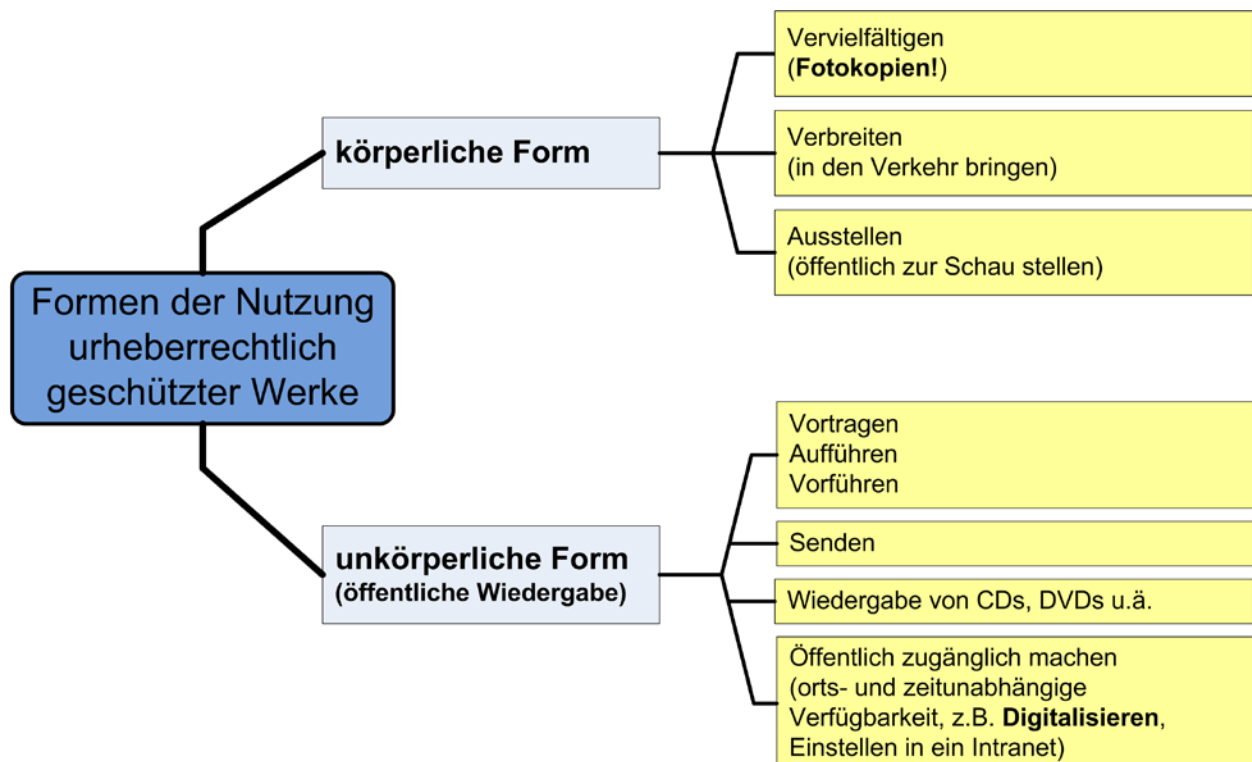 Formen der Nutzung
urheberrechtlich
geschützter Werke
körperliche Form
Vervielfältigen
(Fotokopien!)
Verbreiten
(in den Verkehr bringen)
Ausstellen
(öffentlich zur Schau stellen)
unkörperliche Form
(öffentliche Wiedergabe)
Vortragen
Aufführen
Vorführen
Senden
Wiedergabe von CDs, DVDs u.ä.
Öffentlich zugänglich machen
(orts- und zeitunabhängige
Verfügbarkeit, z.B. Digitalisieren,
Einstellen in ein Intranet)